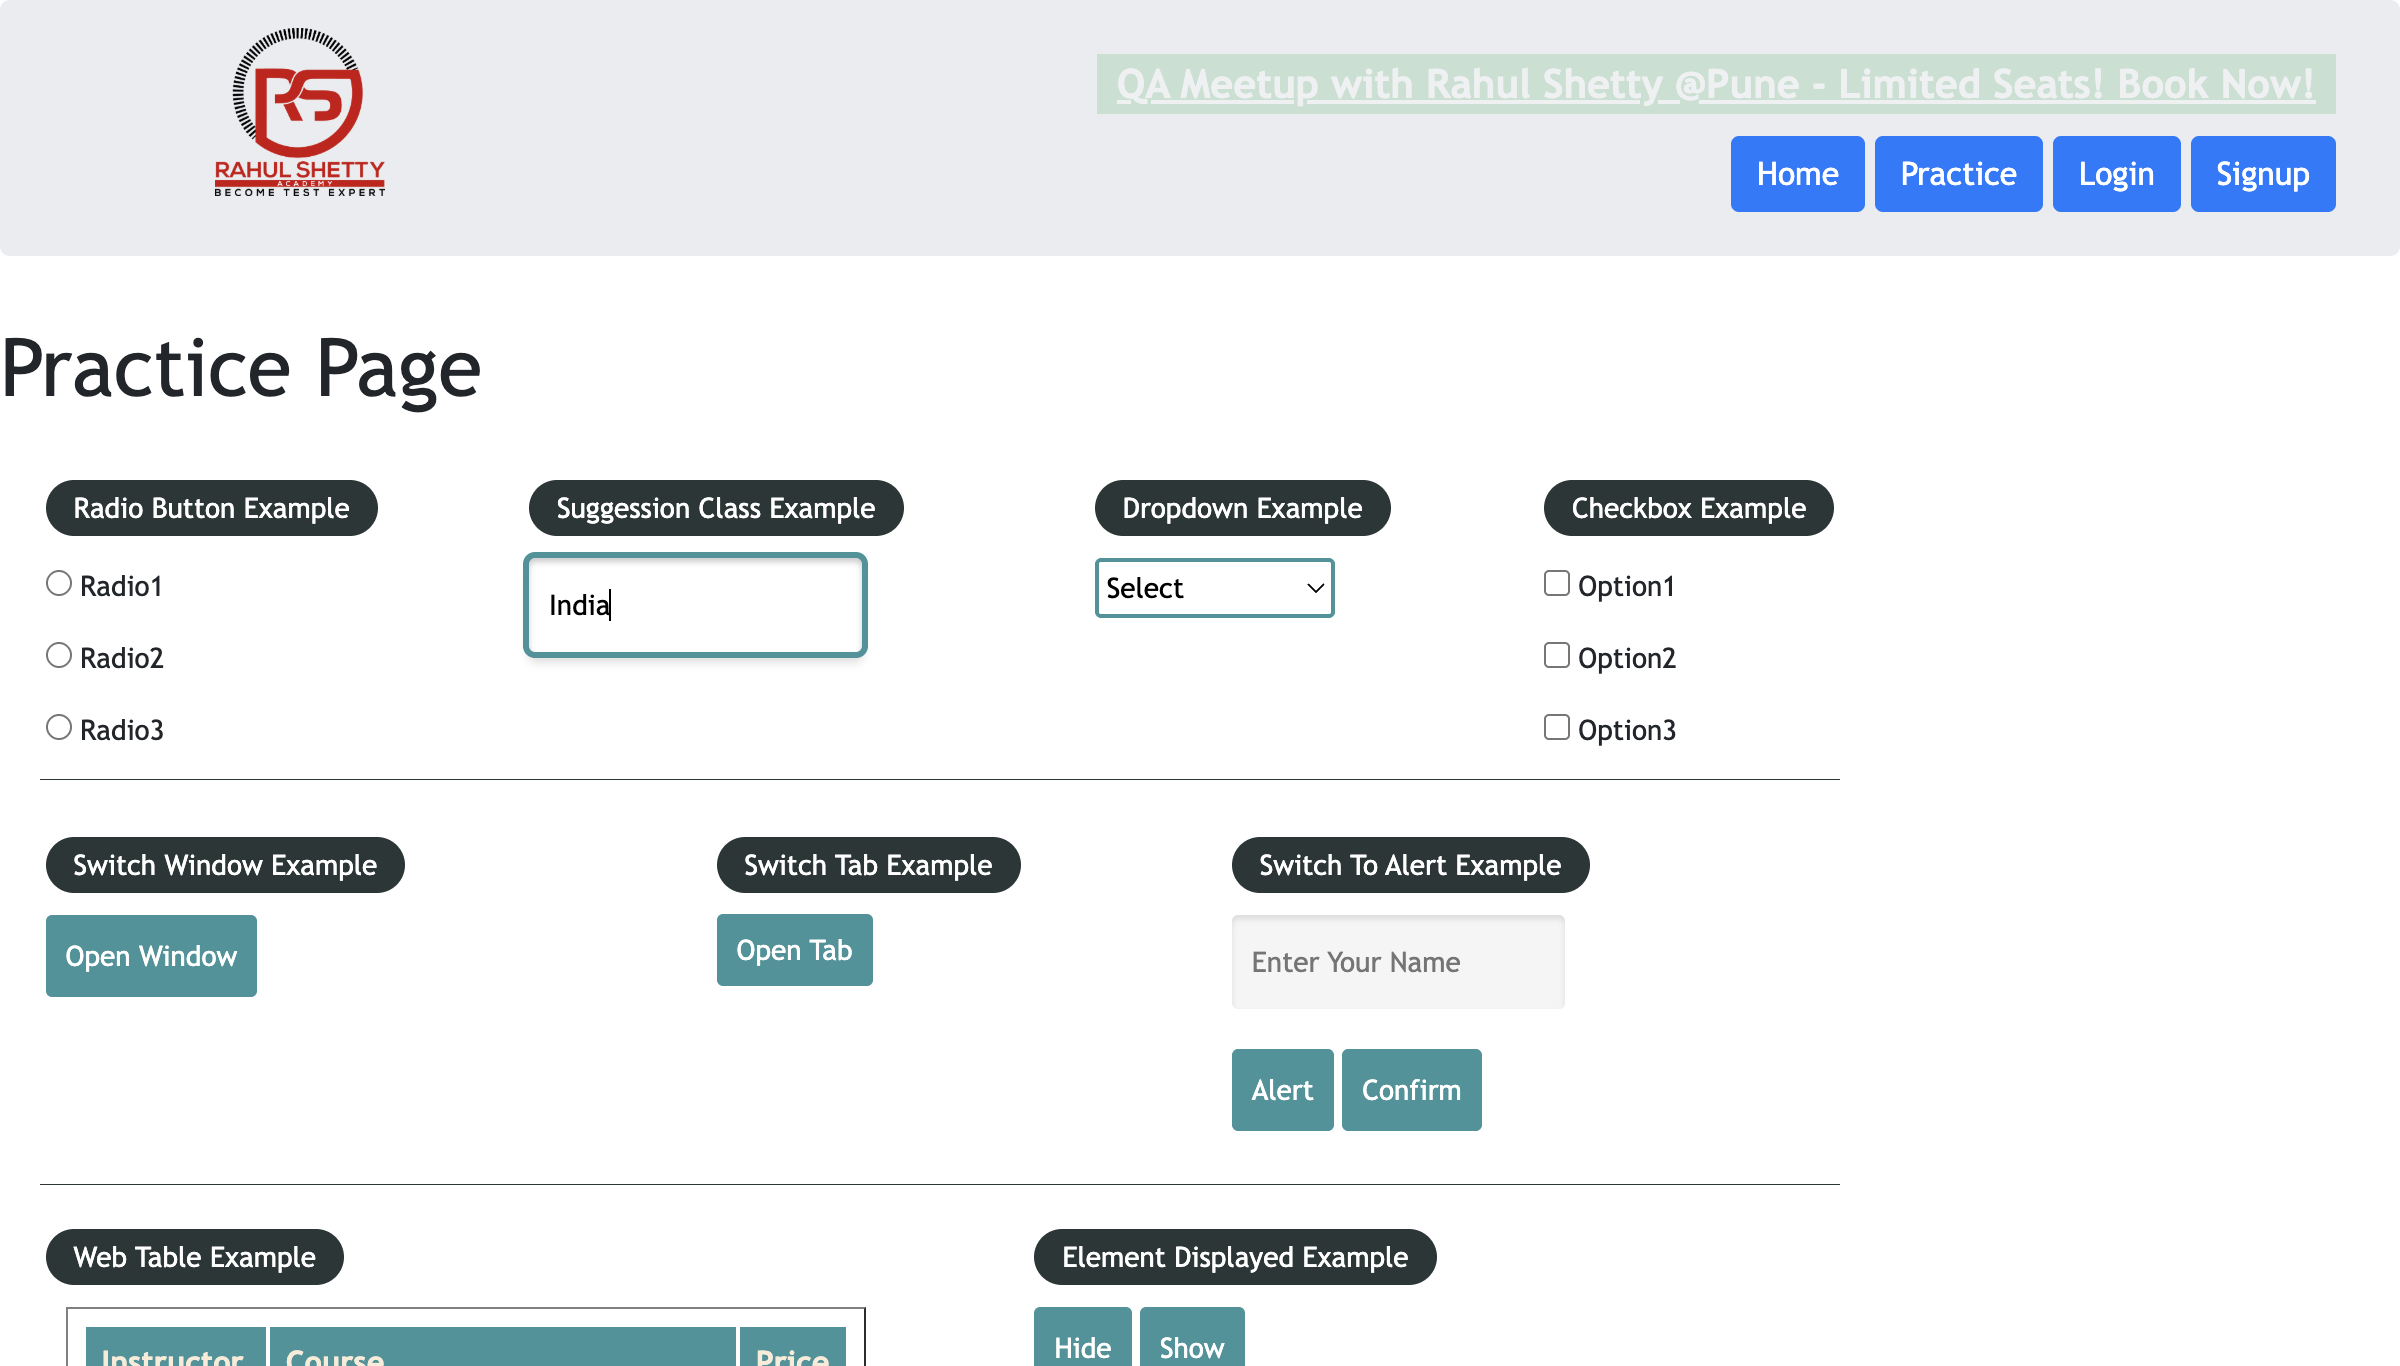 RAHUL SHETTY
ACADEMY
BECOME TEST EXPERT
QA Meetup with Rahul Shetty @Pune - Limited Seats! Book Now!
Home Practice Login Signup
Practice Page
Radio Button Example Suggession Class Example Dropdown Example Checkbox Example
Radio1 India Select Option1
Radio2 Option2
Radio3 Option3
Switch Window Example Switch Tab Example Switch To Alert Example
Open Window Open Tab Enter Your Name
Alert Confirm
Web Table Example Element Displayed Example
Hide Show
Instructor Course Price